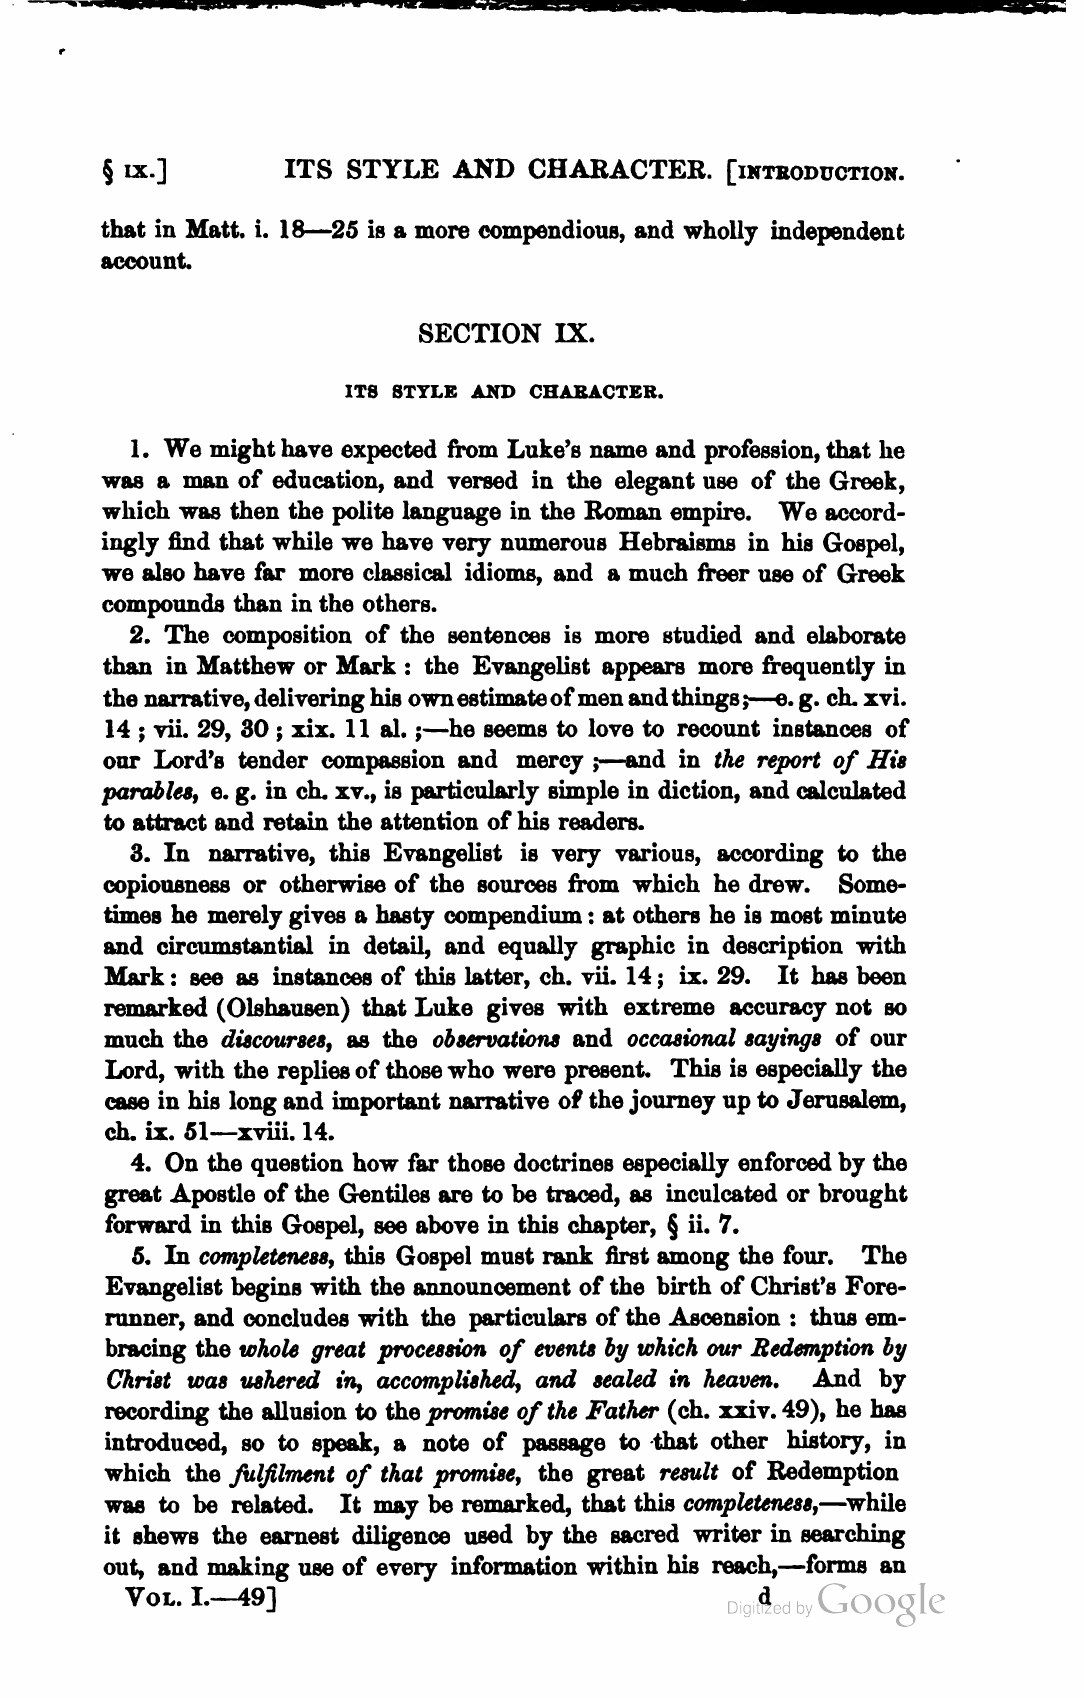 § IX.] ITS STYLE AND CHARACTER. [INTRODUCTION.
that in Matt. i. 18—25 is a more compendious, and wholly independent
account.
SECTION IX.
ITS STYLE AND CHARACTER.
1. We might have expected from Luke's name and profession, that he
was a man of education, and versed in the elegant use of the Greek,
which was then the polite language in the Roman empire. We accord-
ingly find that while we have very numerous Hebraisms in his Gospel,
we also have far more classical idioms, and a much freer use of Greek
compounds than in the others.
2. The composition of the sentences is more studied and elaborate
than in Matthew or Mark : the Evangelist appears more frequently in
the narrative, delivering his own estimate of men and things ;—e. g. ch. xvi.
14 ; vii. 29, 30 ; xix. 11 al. ;—he seems to love to recount instances of
our Lord's tender compassion and mercy ;—and in the report of His
parables, e. g. in ch. xv., is particularly simple in diction, and calculated
to attract and retain the attention of his readers.
3. In narrative, this Evangelist is very various, according to the
copiousness or otherwise of the sources from which he drew. Some-
times he merely gives a hasty compendium : at others he is most minute
and circumstantial in detail, and equally graphic in description with
Mark : see as instances of this latter, ch. vii. 14 ; ix. 29. It has been
remarked (Olshausen) that Luke gives with extreme accuracy not so
much the discourses, as the observations and occasional sayings of our
Lord, with the replies of those who were present. This is especially the
case in his long and important narrative of the journey up to Jerusalem,
ch. ix. 51—xviii. 14.
4. On the question how far those doctrines especially enforced by the
great Apostle of the Gentiles are to be traced, as inculcated or brought
forward in this Gospel, see above in this chapter, § ii. 7.
5. In completeness, this Gospel must rank first among the four. The
Evangelist begins with the announcement of the birth of Christ's Fore-
runner, and concludes with the particulars of the Ascension : thus em-
bracing the whole great procession of events by which our Redemption by
Christ was ushered in, accomplished, and sealed in heaven. And by
recording the allusion to the promise of the Father (ch. xxiv. 49), he has
introduced, so to speak, a note of passage to that other history, in
which the fulfilment of that promise, the great result of Redemption
was to be related. It may be remarked, that this completeness,—while
it shews the earnest diligence used by the sacred writer in searching
out, and making use of every information within his reach,—forms an
VOL. I.—49] d
Digitized by Google